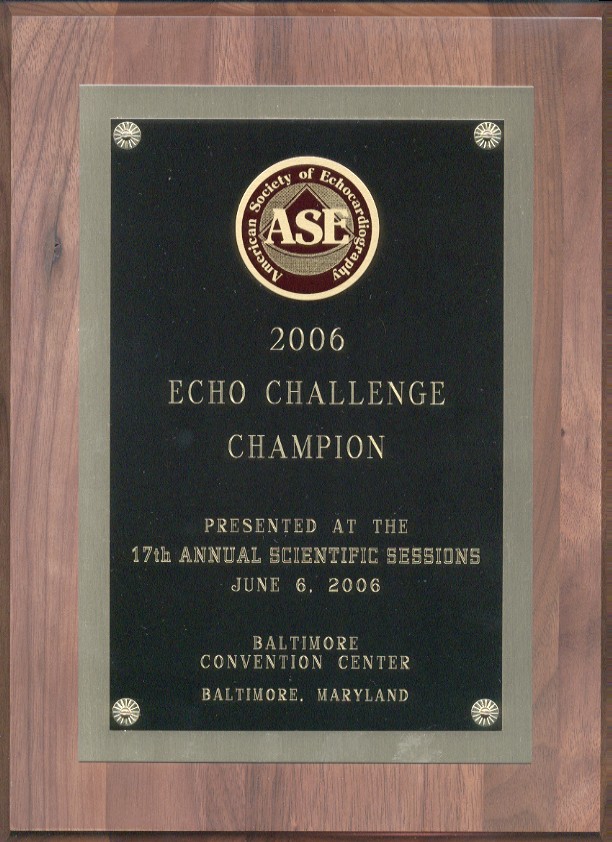 American Society of Echocardiography
ASE
2006
ECHO CHALLENGE
CHAMPION
PRESENTED AT THE
17th ANNUAL SCIENTIFIC SESSIONS
JUNE 6, 2006
BALTIMORE
CONVENTION CENTER
BALTIMORE, MARYLAND